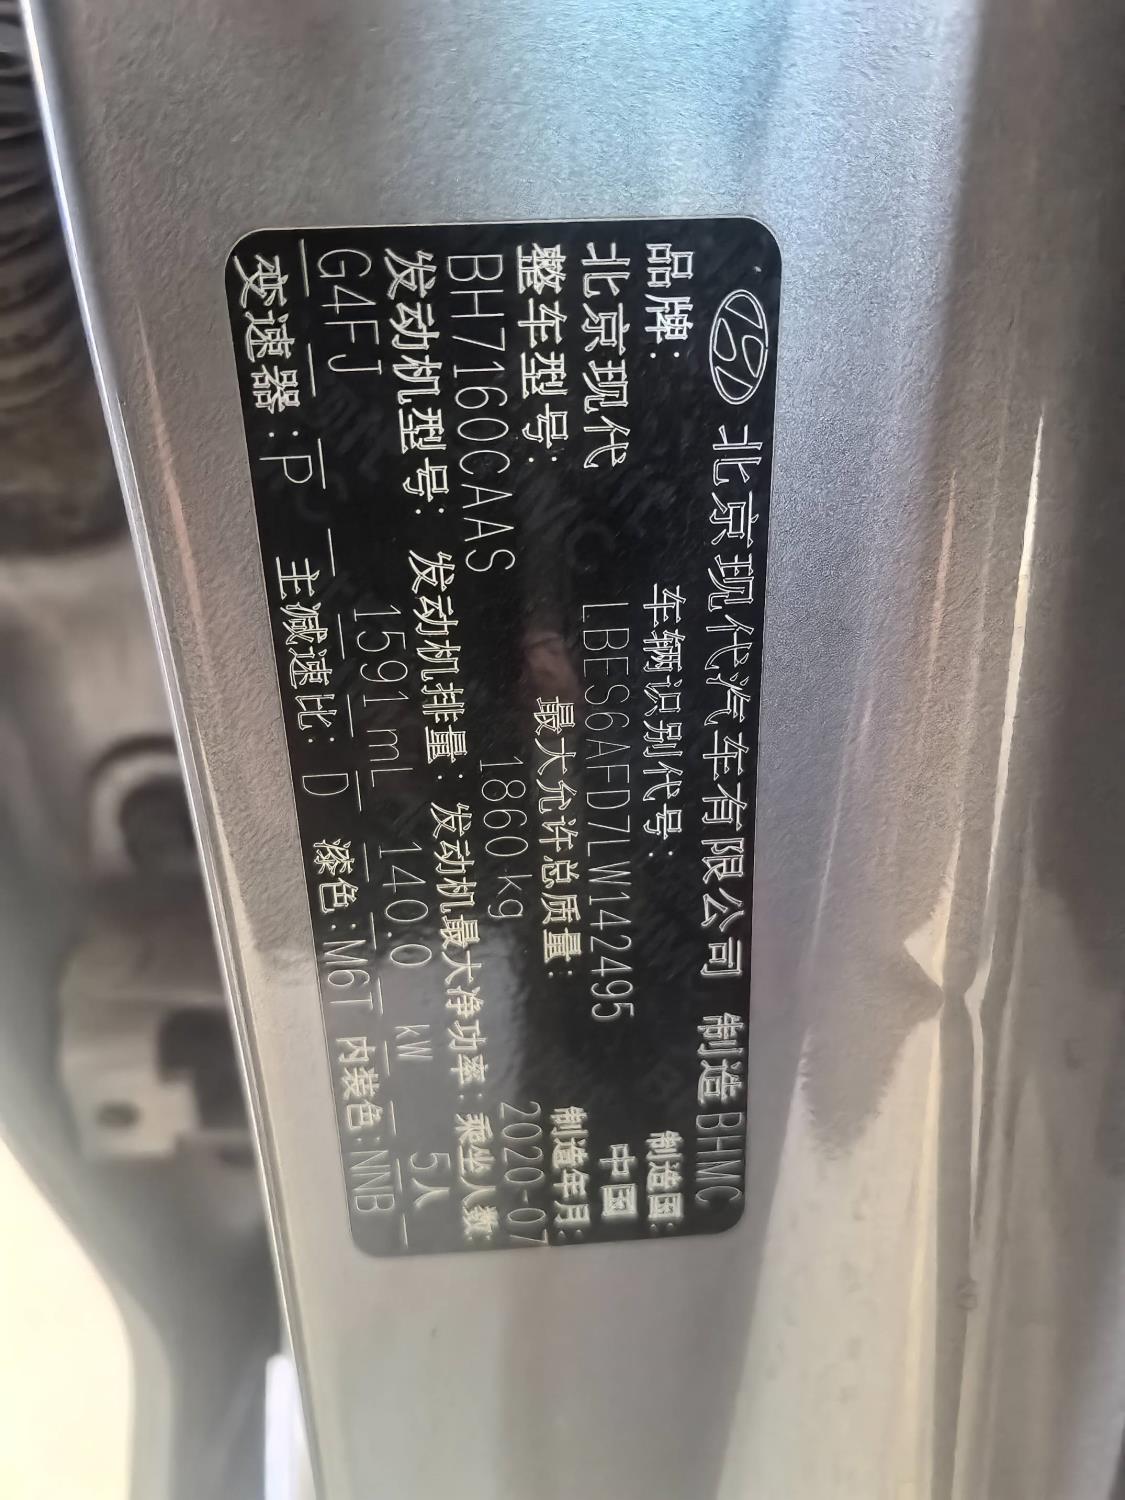 北京现代汽车有限公司 制造 BHMC
品牌: 车辆识别代号: 制造国:
北京现代 LBES6AFD7LW142495 中国
整车型号: 最大允许总质量: 制造年月:
BH7160CAAS 1860kg 2020-07
发动机型号: 发动机排量: 发动机最大净功率: 乘坐人数:
G4FJ 1591mL 140.0 kW 5人
变速器: P 主减速比: D 漆色: M6T 内装色: NNB